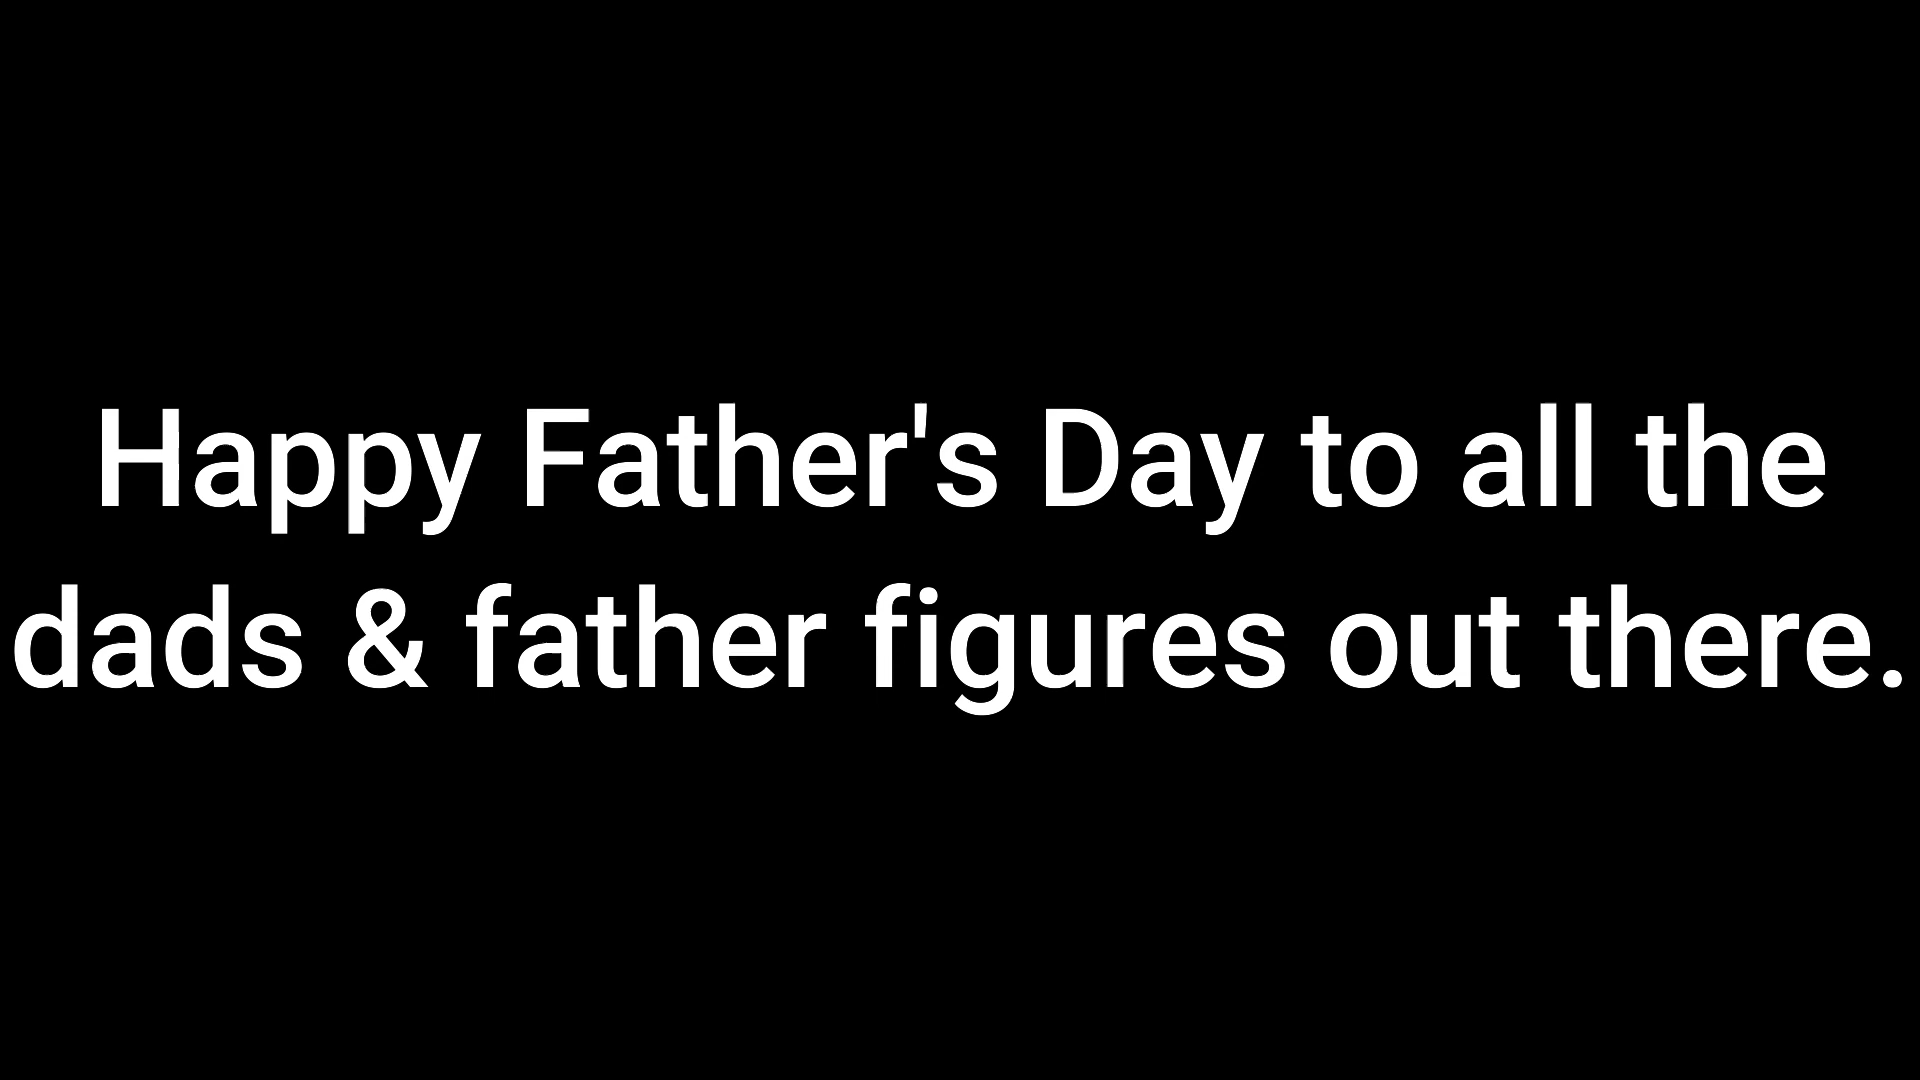 Happy Father's Day to all the
dads & father figures out there.